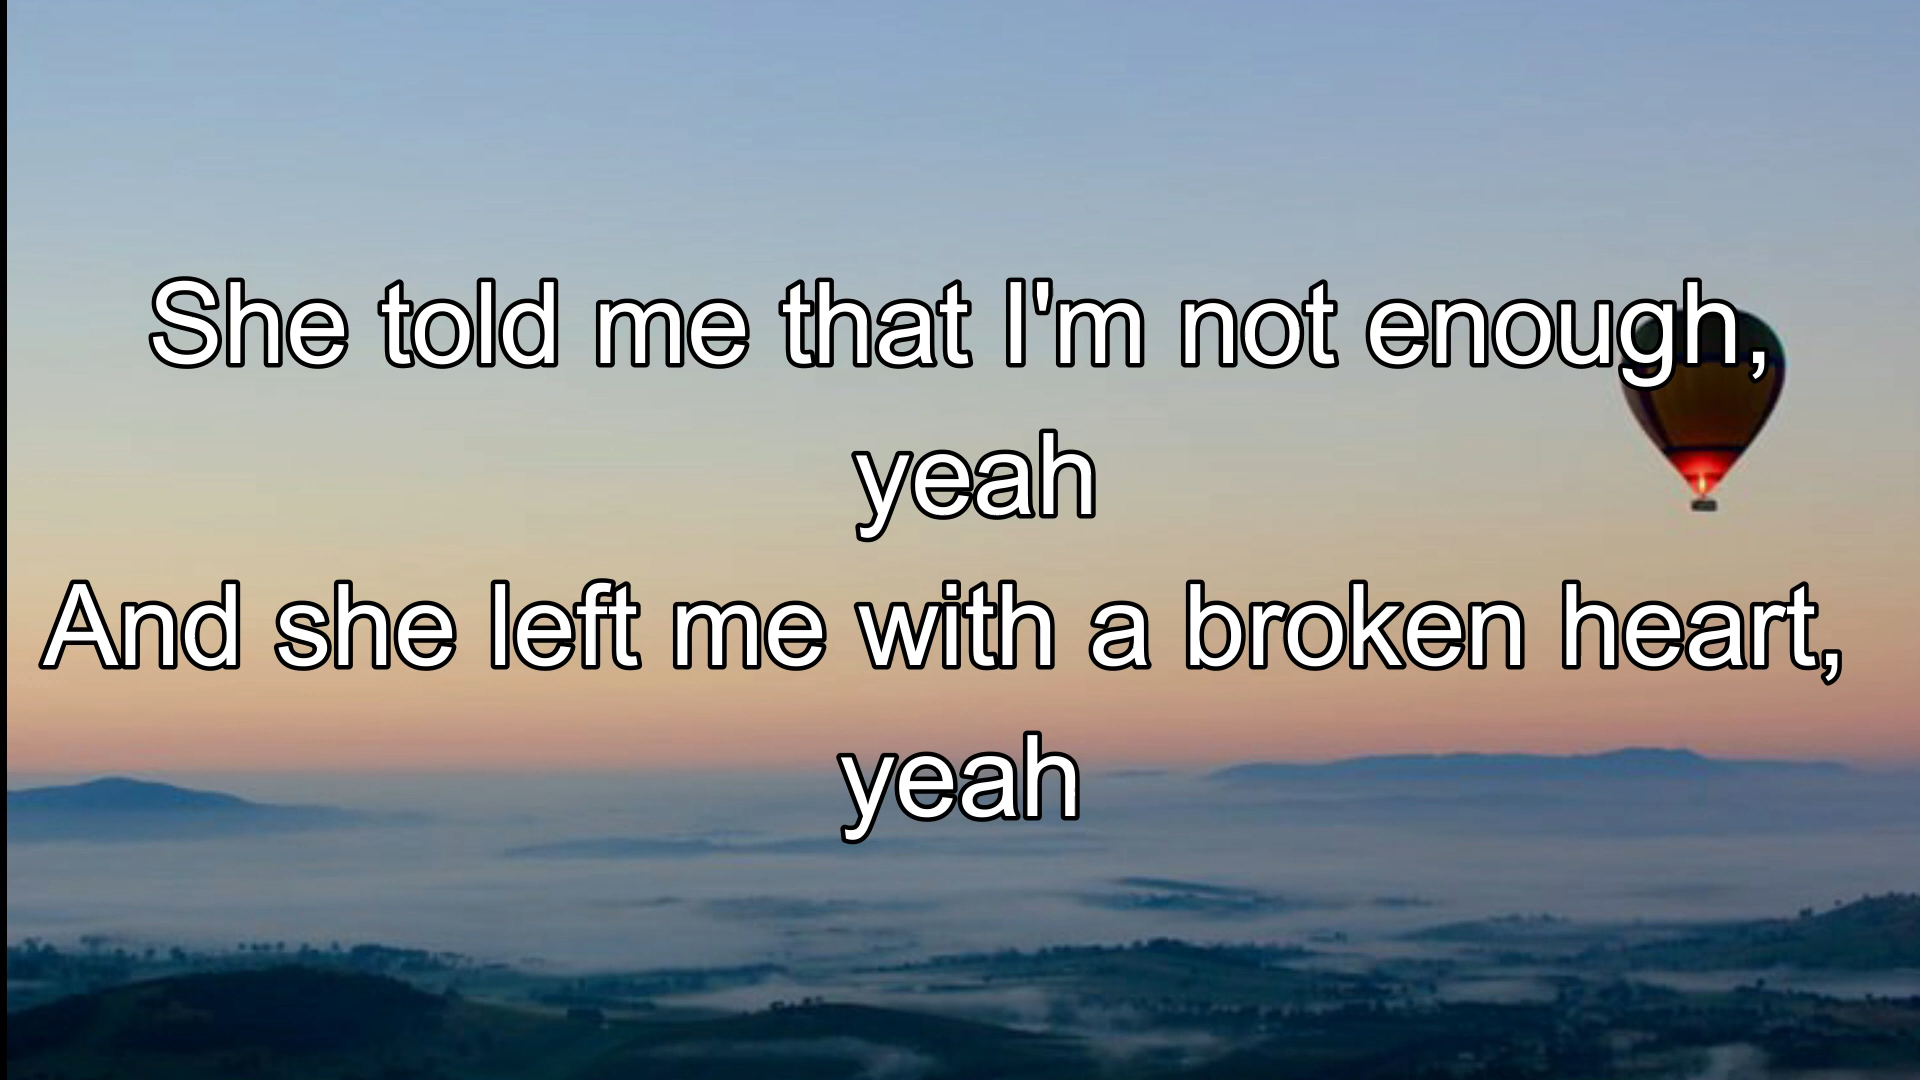 She told me that I'm not enough,
yeah
And she left me with a broken heart,
yeah